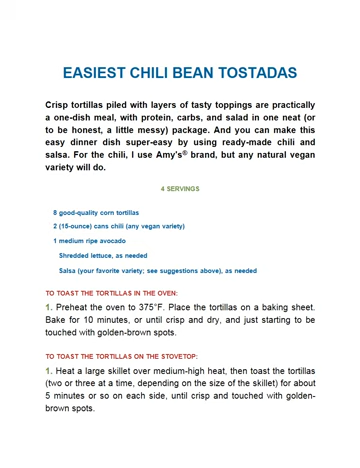 EASIEST CHILI BEAN TOSTADAS
Crisp tortillas piled with layers of tasty toppings are practically
a one-dish meal, with protein, carbs, and salad in one neat (or
to be honest, a little messy) package. And you can make this
easy dinner dish super-easy by using ready-made chili and
salsa. For the chili, I use Amy's® brand, but any natural vegan
variety will do.
4 SERVINGS
8 good-quality corn tortillas
2 (15-ounce) cans chili (any vegan variety)
1 medium ripe avocado
Shredded lettuce, as needed
Salsa (your favorite variety; see suggestions above), as needed
TO TOAST THE TORTILLAS IN THE OVEN:
1. Preheat the oven to 375°F. Place the tortillas on a baking sheet.
Bake for 10 minutes, or until crisp and dry, and just starting to be
touched with golden-brown spots.
TO TOAST THE TORTILLAS ON THE STOVETOP:
1. Heat a large skillet over medium-high heat, then toast the tortillas
(two or three at a time, depending on the size of the skillet) for about
5 minutes or so on each side, until crisp and touched with golden-
brown spots.